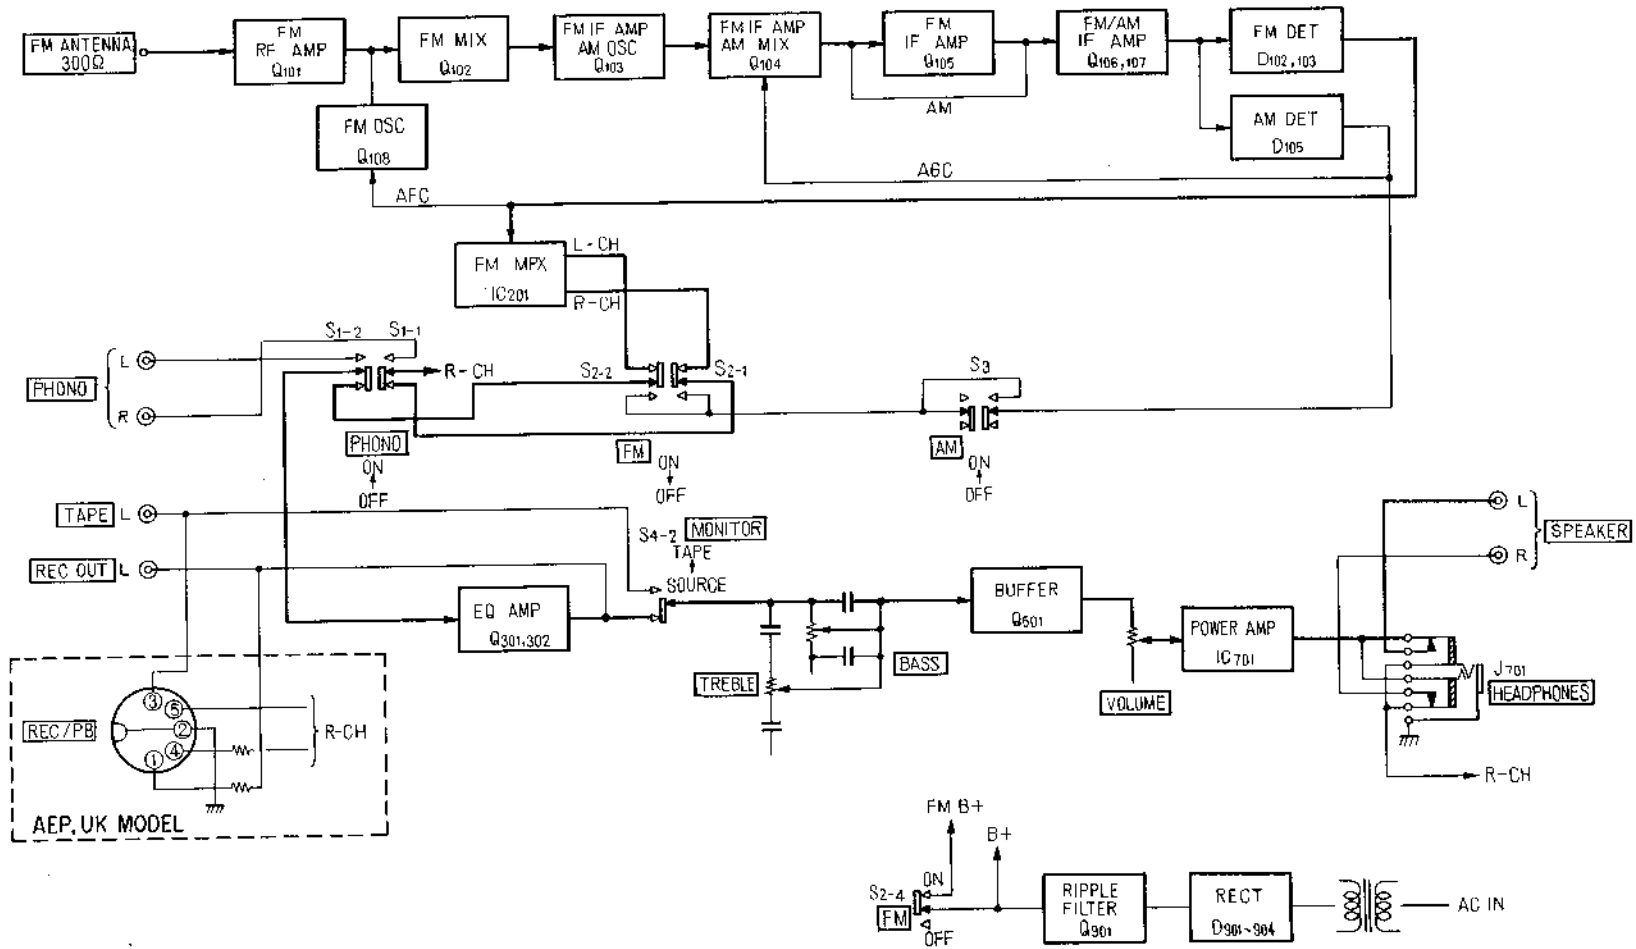 FM ANTENNA
300Ω
FM
RF AMP
Q101
FM MIX
Q102
FM IF AMP
AM OSC
Q103
FM IF AMP
AM MIX
Q104
FM
IF AMP
Q105
FM/AM
IF AMP
Q106,107
FM DET
D102,103
AM
FM OSC
Q108
AM DET
D105
AGC
AFC
FM MPX
IC201
L-CH
R-CH
S1-2
S1-1
PHONO
L
R
R-CH
S2-2
S2-1
S3
PHONO
ON
OFF
FM
ON
OFF
AM
ON
OFF
TAPE
L
S4-2
MONITOR
TAPE
SOURCE
REC OUT
L
EQ AMP
Q301,302
BUFFER
Q501
L
R
SPEAKER
TREBLE
BASS
VOLUME
POWER AMP
IC701
J701
HEADPHONES
R-CH
REC/PB
3
5
2
4
1
R-CH
AEP, UK MODEL
FM B+
B+
S2-4
ON
FM
OFF
RIPPLE
FILTER
Q901
RECT
D901~904
AC IN